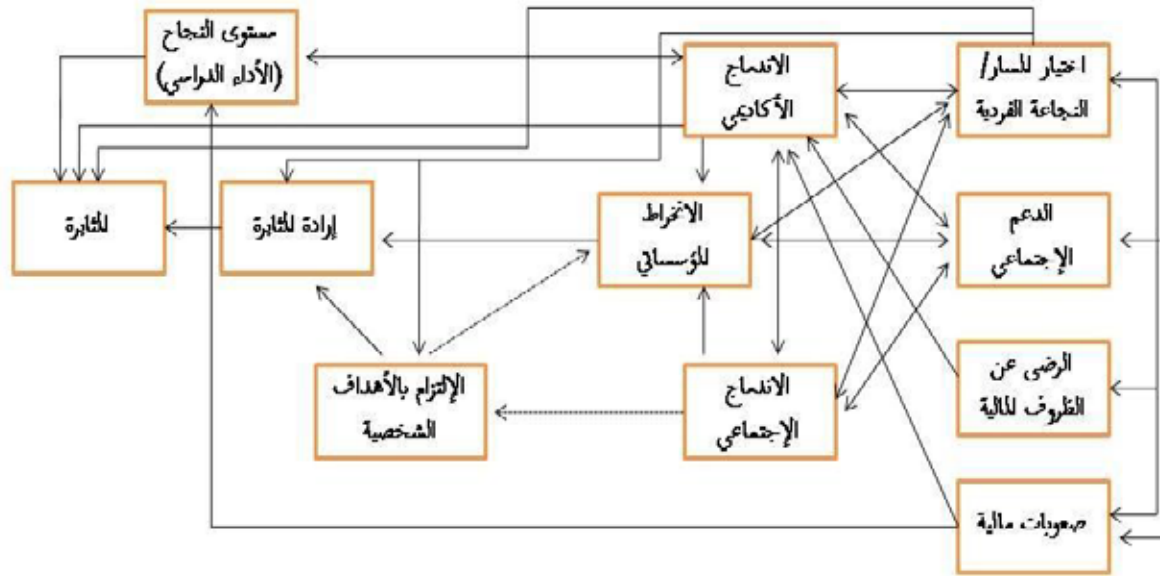 مستوى النجاح
(الأداء الدراسي)
الاندماج
الأكاديمي
اختيار المسار/
النجاعة الفردية
المثابرة
إرادة المثابرة
الانخراط
المؤسساتي
الدعم
الإجتماعي
الإلتزام بالأهداف
الشخصية
الاندماج
الإجتماعي
الرضى عن
الظروف المالية
صعوبات مالية